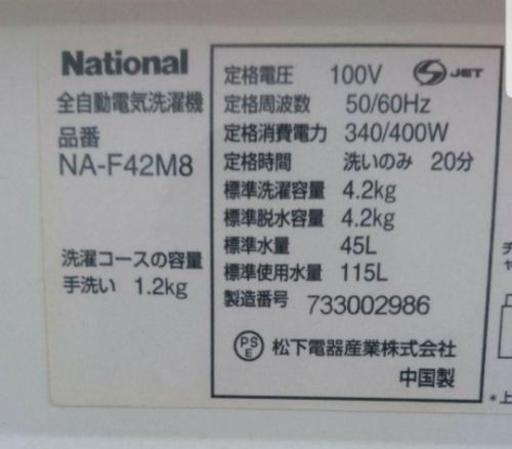 National
全自動電気洗濯機
品番
NA-F42M8
洗濯コースの容量
手洗い 1.2kg
定格電圧 100V JET
定格周波数 50/60Hz
定格消費電力 340/400W
定格時間 洗いのみ 20分
標準洗濯容量 4.2kg
標準脱水容量 4.2kg
標準水量 45L
標準使用水量 115L
製造番号 733002986
PS
E 松下電器産業株式会社
中国製
*上